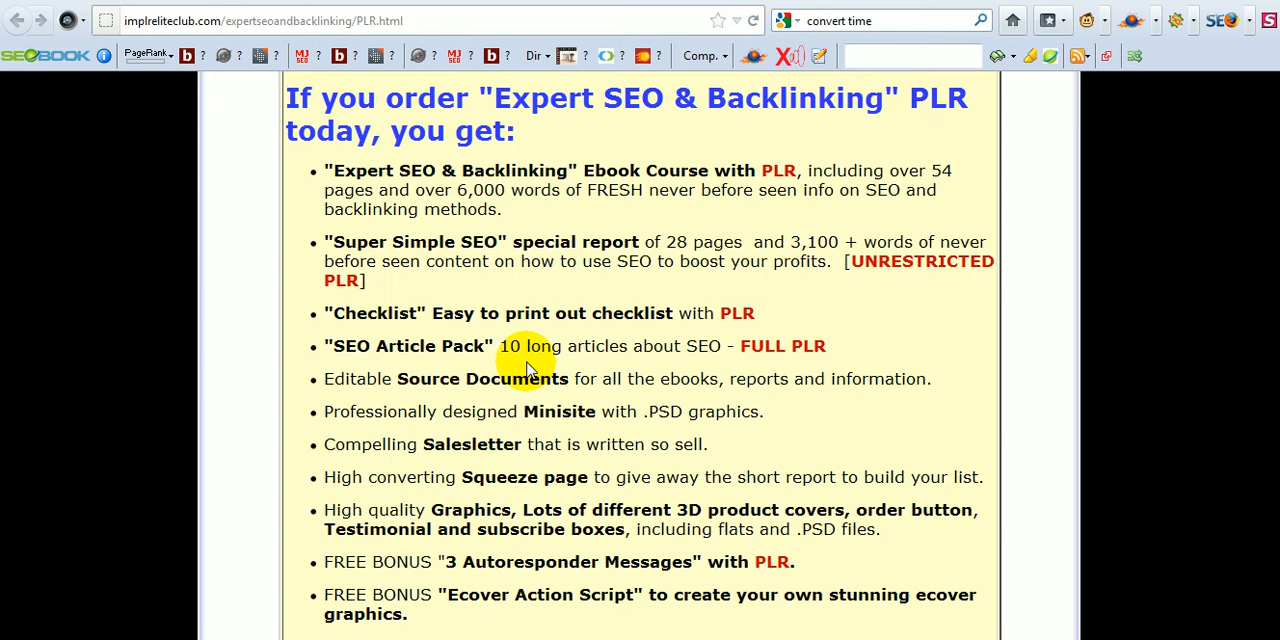 implreliteclub.com/expertseoandbacklinking/PLR.html
convert time
SEO
SEOBOOK
PageRank b ? ? ? MJ SEO ? b ? ? ? MJ SEO ? b ? Dir ? ? ? Comp.
If you order "Expert SEO & Backlinking" PLR
today, you get:
"Expert SEO & Backlinking" Ebook Course with PLR, including over 54
pages and over 6,000 words of FRESH never before seen info on SEO and
backlinking methods.
"Super Simple SEO" special report of 28 pages and 3,100 + words of never
before seen content on how to use SEO to boost your profits. [UNRESTRICTED
PLR]
"Checklist" Easy to print out checklist with PLR
"SEO Article Pack" 10 long articles about SEO - FULL PLR
Editable Source Documents for all the ebooks, reports and information.
Professionally designed Minisite with .PSD graphics.
Compelling Salesletter that is written so sell.
High converting Squeeze page to give away the short report to build your list.
High quality Graphics, Lots of different 3D product covers, order button,
Testimonial and subscribe boxes, including flats and .PSD files.
FREE BONUS "3 Autoresponder Messages" with PLR.
FREE BONUS "Ecover Action Script" to create your own stunning ecover
graphics.